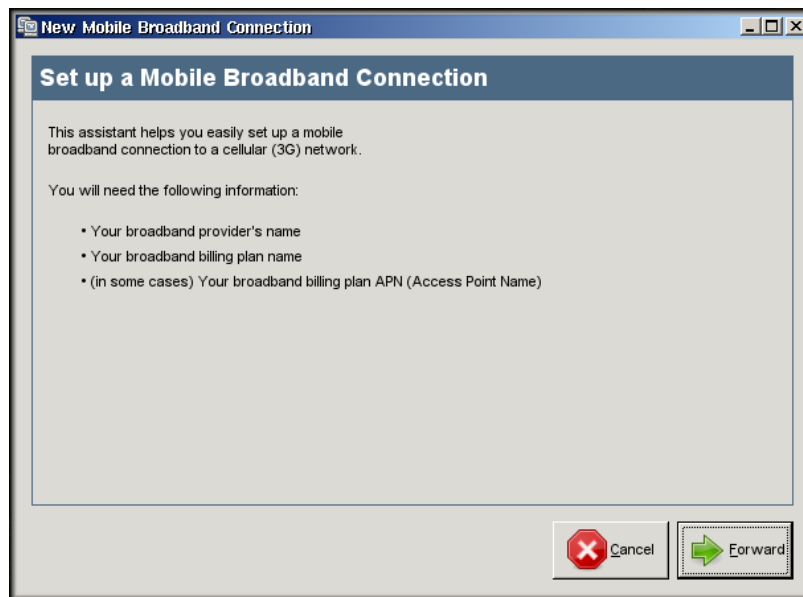 New Mobile Broadband Connection
Set up a Mobile Broadband Connection
This assistant helps you easily set up a mobile
broadband connection to a cellular (3G) network.
You will need the following information:
• Your broadband provider's name
• Your broadband billing plan name
• (in some cases) Your broadband billing plan APN (Access Point Name)
Cancel
Forward